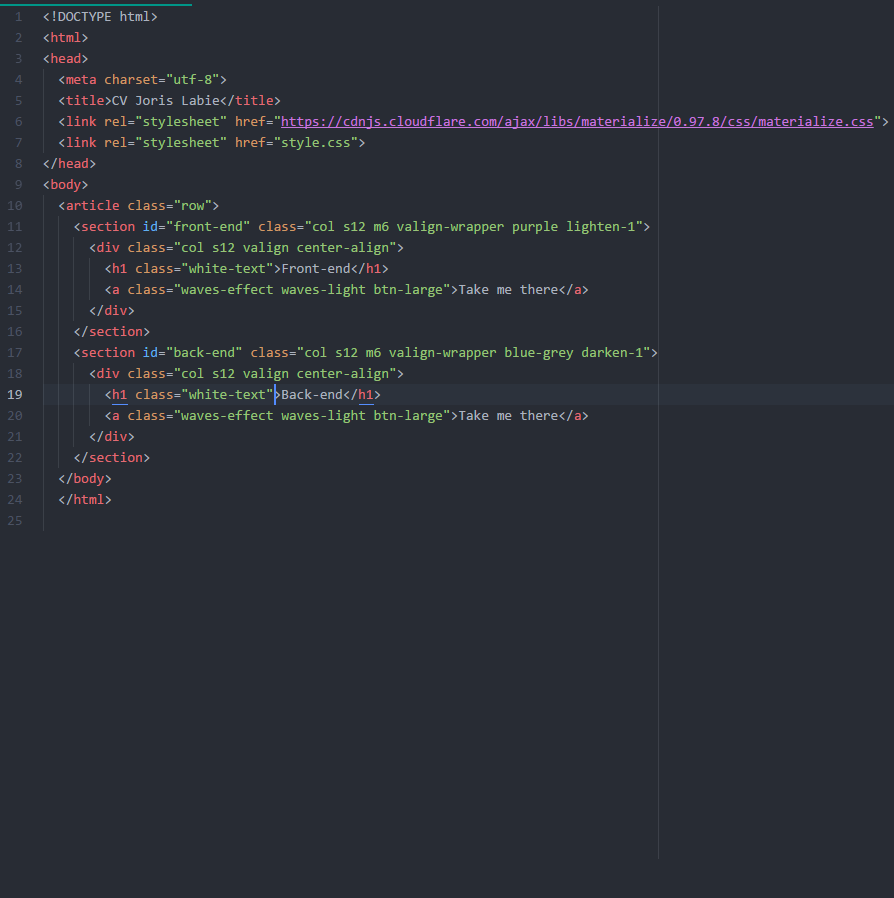 1 <!DOCTYPE html>
2 <html>
3 <head>
4   <meta charset="utf-8">
5   <title>CV Joris Labie</title>
6   <link rel="stylesheet" href="https://cdnjs.cloudflare.com/ajax/libs/materialize/0.97.8/css/materialize.css">
7   <link rel="stylesheet" href="style.css">
8 </head>
9 <body>
10   <article class="row">
11     <section id="front-end" class="col s12 m6 valign-wrapper purple lighten-1">
12       <div class="col s12 valign center-align">
13         <h1 class="white-text">Front-end</h1>
14         <a class="waves-effect waves-light btn-large">Take me there</a>
15       </div>
16     </section>
17     <section id="back-end" class="col s12 m6 valign-wrapper blue-grey darken-1">
18       <div class="col s12 valign center-align">
19         <h1 class="white-text">Back-end</h1>
20         <a class="waves-effect waves-light btn-large">Take me there</a>
21       </div>
22     </section>
23   </body>
24   </html>
25